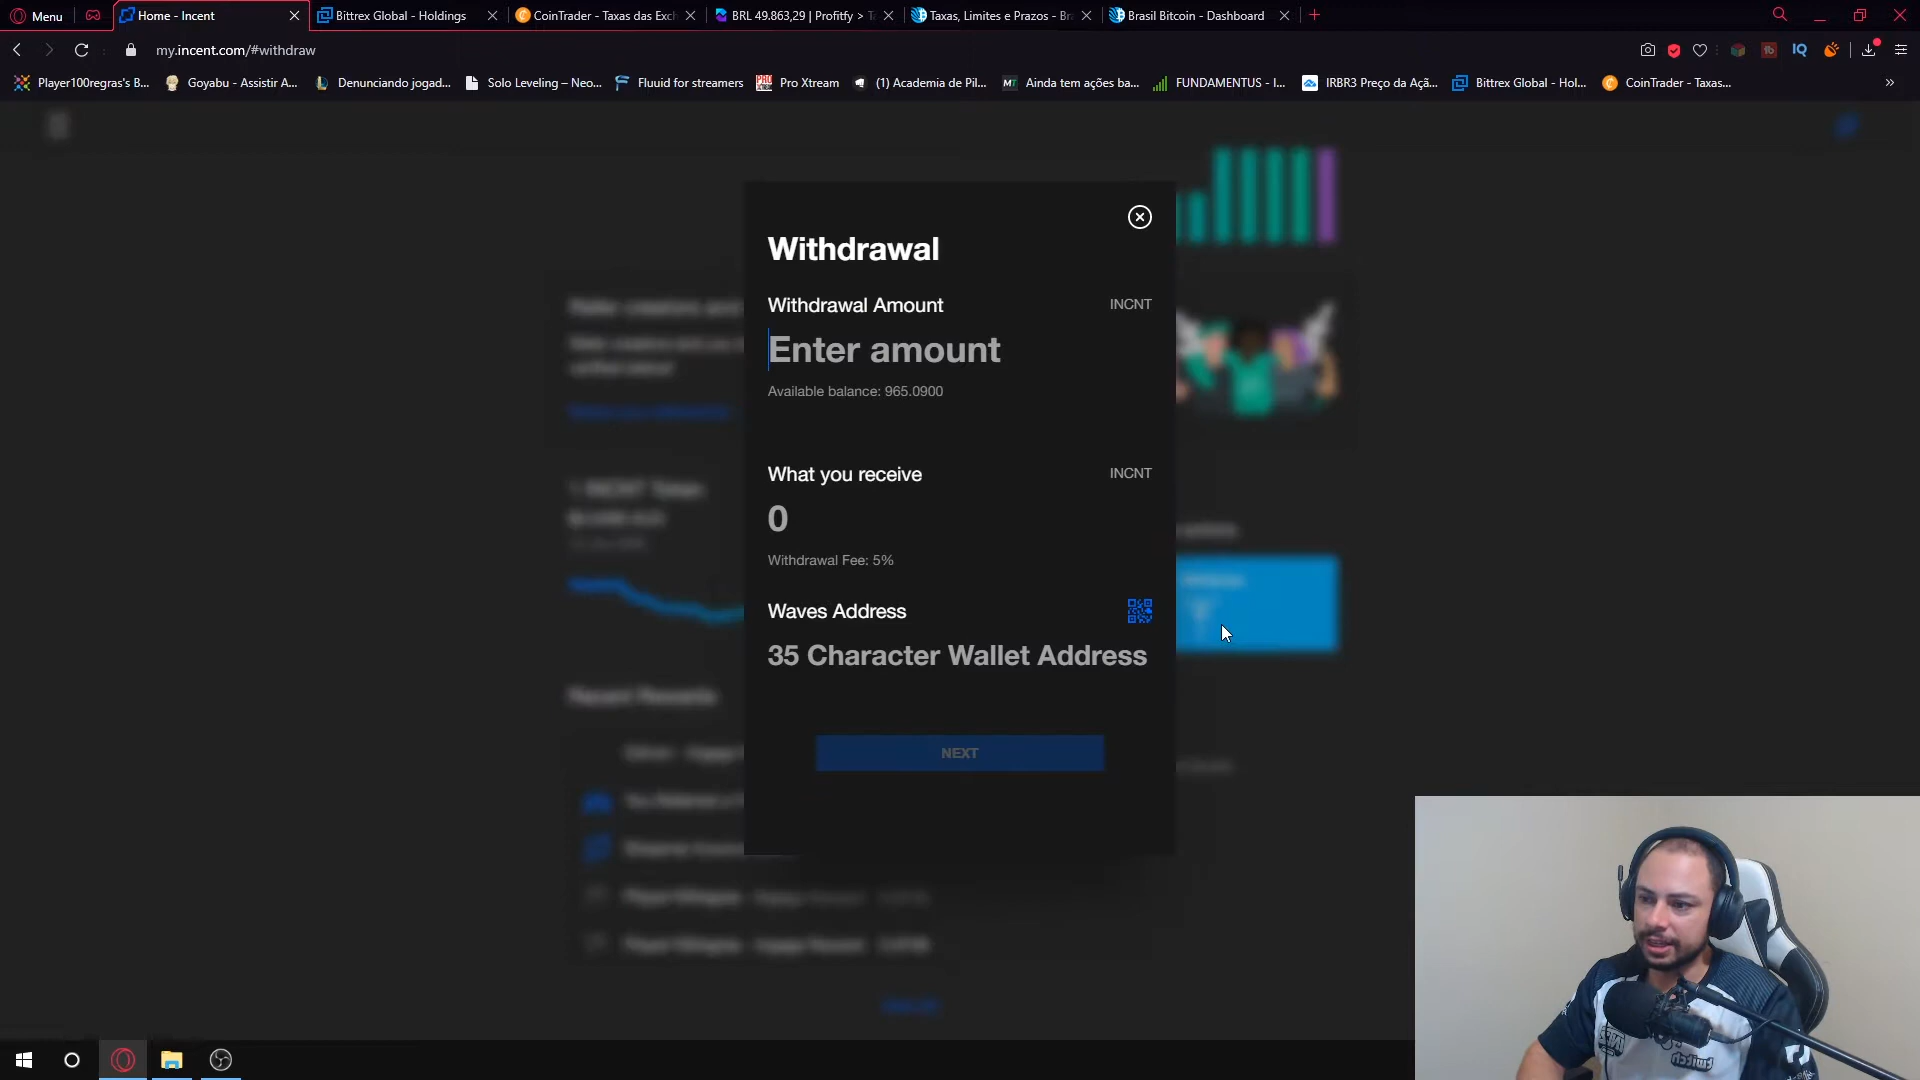 Menu
Home - Incent
Bittrex Global - Holdings
CoinTrader - Taxas das Exch
BRL 49.863,29 | Profitfy > Ta
Taxas, Limites e Prazos - Bra
Brasil Bitcoin - Dashboard
my.incent.com/#withdraw
IQ
Player100regras's B...
Goyabu - Assistir A...
Denunciando jogad...
Solo Leveling – Neo...
Fluuid for streamers
Pro Xtream
(1) Academia de Pil...
MT
Ainda tem ações ba...
FUNDAMENTUS - I...
IRBR3 Preço da Açã...
Bittrex Global - Hol...
CoinTrader - Taxas...
Withdrawal
Withdrawal Amount
INCNT
Enter amount
Available balance: 965.0900
What you receive
INCNT
0
Withdrawal Fee: 5%
Waves Address
35 Character Wallet Address
NEXT